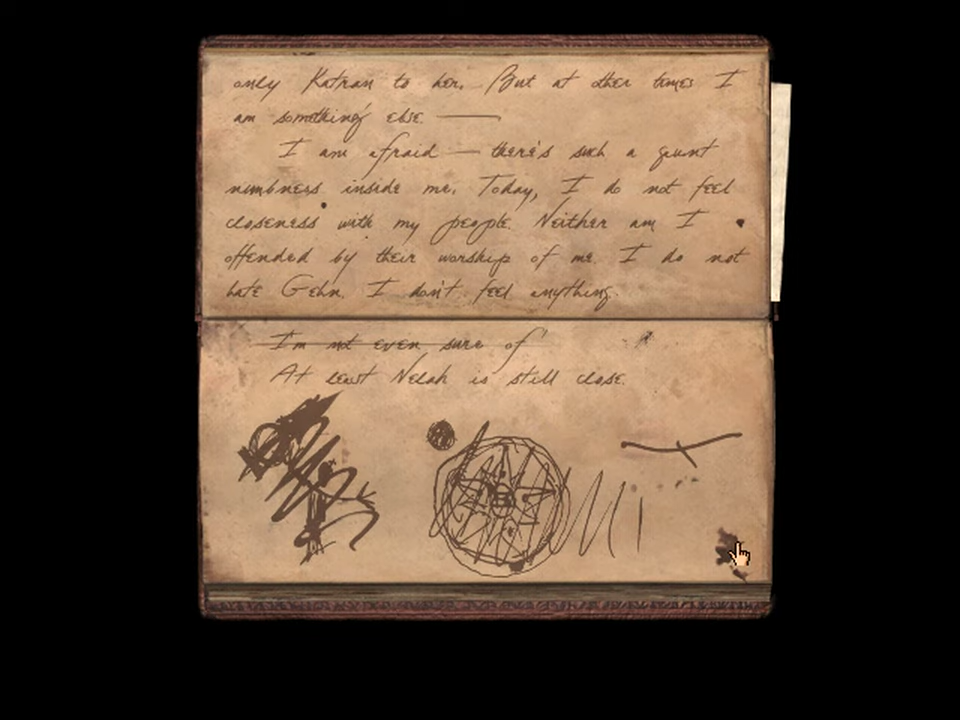 only Katran to her. But at other times I
am something else —
I am afraid — there's such a giant
numbness inside me. Today, I do not feel
closeness with my people. Neither am I
offended by their worship of me. I do not
hate Gehn. I don't feel anything.
I'm not even sure of
At least Nelah is still close.